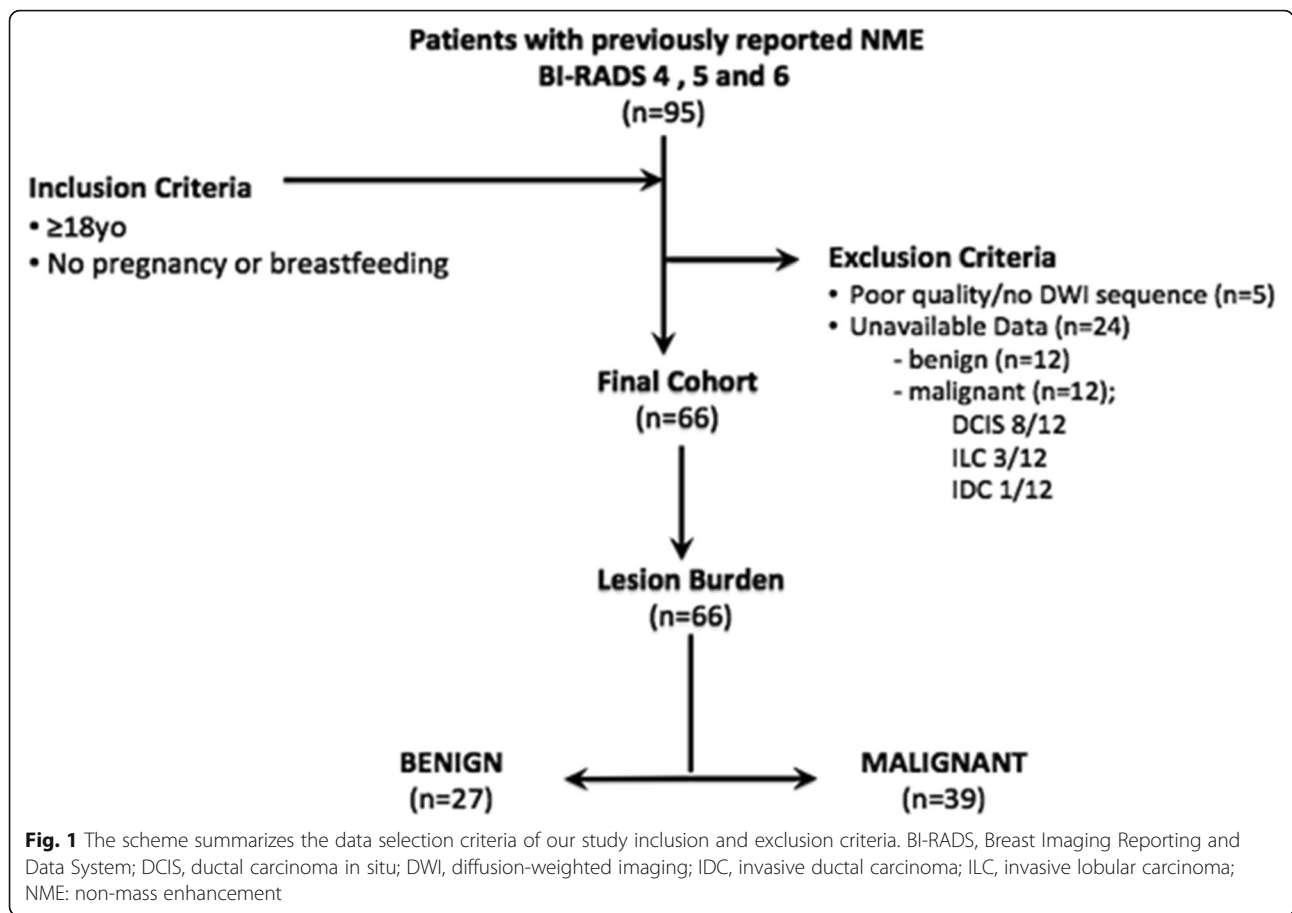 Patients with previously reported NME
BI-RADS 4 , 5 and 6
(n=95)
Inclusion Criteria
• ≥18yo
• No pregnancy or breastfeeding
Exclusion Criteria
• Poor quality/no DWI sequence (n=5)
• Unavailable Data (n=24)
- benign (n=12)
- malignant (n=12);
DCIS 8/12
ILC 3/12
IDC 1/12
Final Cohort
(n=66)
Lesion Burden
(n=66)
BENIGN
(n=27)
MALIGNANT
(n=39)
Fig. 1 The scheme summarizes the data selection criteria of our study inclusion and exclusion criteria. BI-RADS, Breast Imaging Reporting and
Data System; DCIS, ductal carcinoma in situ; DWI, diffusion-weighted imaging; IDC, invasive ductal carcinoma; ILC, invasive lobular carcinoma;
NME: non-mass enhancement